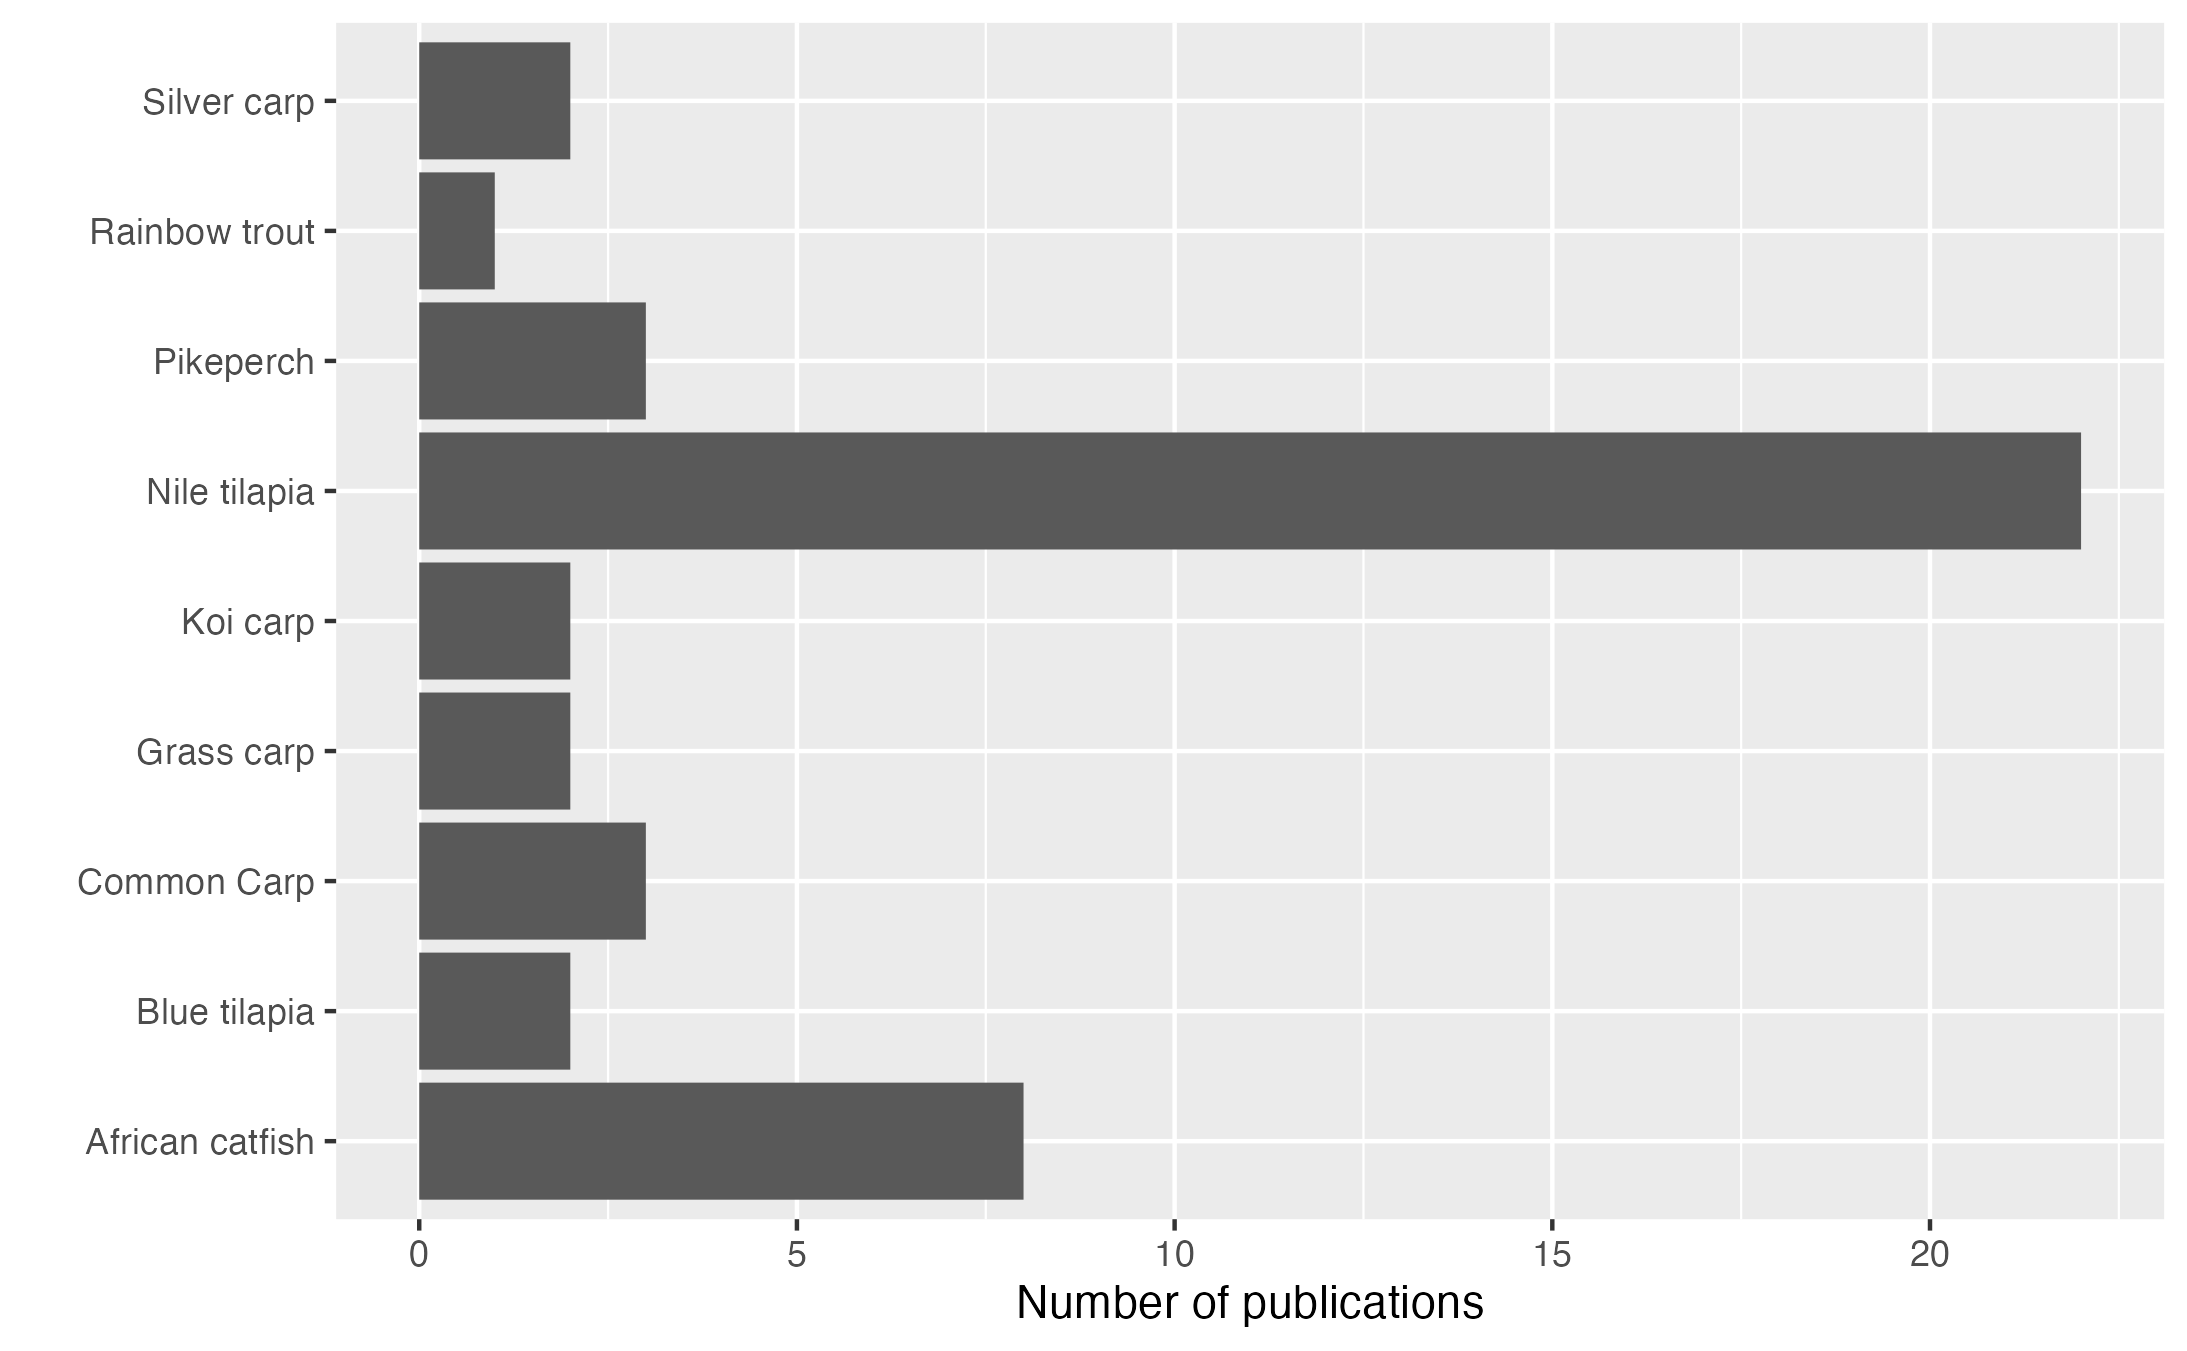 Silver carp
Rainbow trout
Pikeperch
Nile tilapia
Koi carp
Grass carp
Common Carp
Blue tilapia
African catfish
0 5 10 15 20
Number of publications